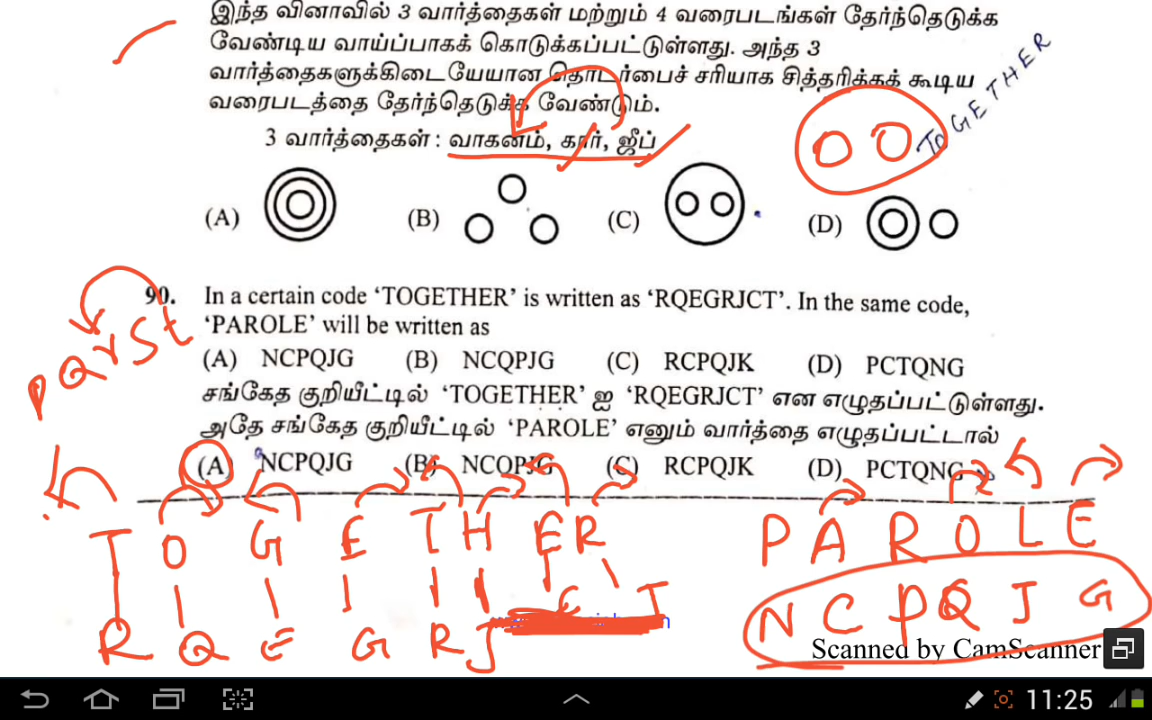 இந்த வினாவில் 3 வார்த்தைகள் மற்றும் 4 வரைபடங்கள் தேர்ந்தெடுக்க
வேண்டிய வாய்ப்பாகக் கொடுக்கப்பட்டுள்ளது. அந்த 3
வார்த்தைகளுக்கிடையேயான தொடர்பைச் சரியாக சித்தரிக்கக் கூடிய
வரைபடத்தை தேர்ந்தெடுக்க வேண்டும்.
TOGETHER
3 வார்த்தைகள் : வாகனம், கார், ஜீப்
(A) (B) (C) (D)
90. In a certain code ‘TOGETHER’ is written as ‘RQEGRJCT’. In the same code,
‘PAROLE’ will be written as
PQrSt
(A) NCPQJG (B) NCQPJG (C) RCPQJK (D) PCTQNG
சங்கேத குறியீட்டில் ‘TOGETHER’ ஐ ‘RQEGRJCT’ என எழுதப்பட்டுள்ளது.
அதே சங்கேத குறியீட்டில் ‘PAROLE’ எனும் வார்த்தை எழுதப்பட்டால்
(A) NCPQJG (B) NCQPJG (C) RCPQJK (D) PCTQNG
T O G E T H E R P A R O L E
R Q E G R J C T N C P Q J G
Scanned by CamScanner
11:25